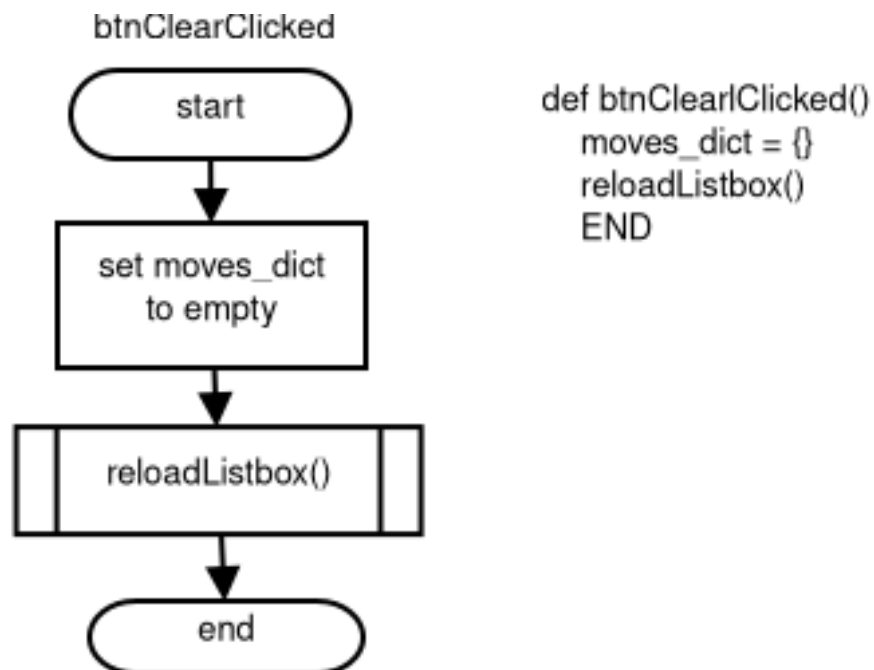 btnClearClicked
start
set moves_dict
to empty
reloadListbox()
end
def btnClearlClicked()
moves_dict = {}
reloadListbox()
END